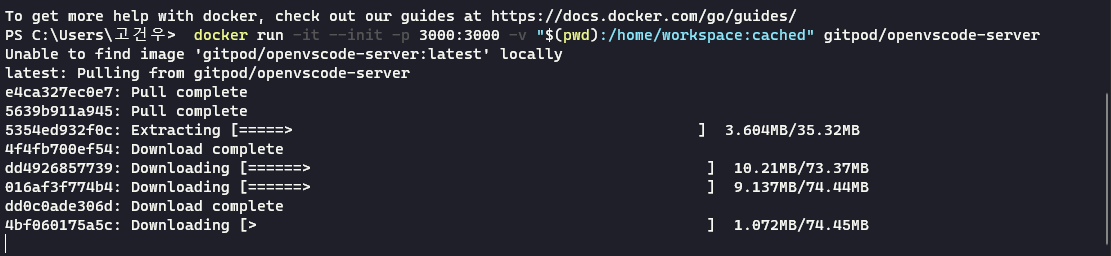 To get more help with docker, check out our guides at https://docs.docker.com/go/guides/
PS C:\Users\고건우>  docker run -it --init -p 3000:3000 -v "$(pwd):/home/workspace:cached" gitpod/openvscode-server
Unable to find image 'gitpod/openvscode-server:latest' locally
latest: Pulling from gitpod/openvscode-server
e4ca327ec0e7: Pull complete
5639b911a945: Pull complete
5354ed932f0c: Extracting [=====>                                             ]  3.604MB/35.32MB
4f4fb700ef54: Download complete
dd4926857739: Downloading [======>                                            ]  10.21MB/73.37MB
016af3f774b4: Downloading [======>                                            ]  9.137MB/74.44MB
dd0c0ade306d: Download complete
4bf060175a5c: Downloading [>                                                  ]  1.072MB/74.45MB